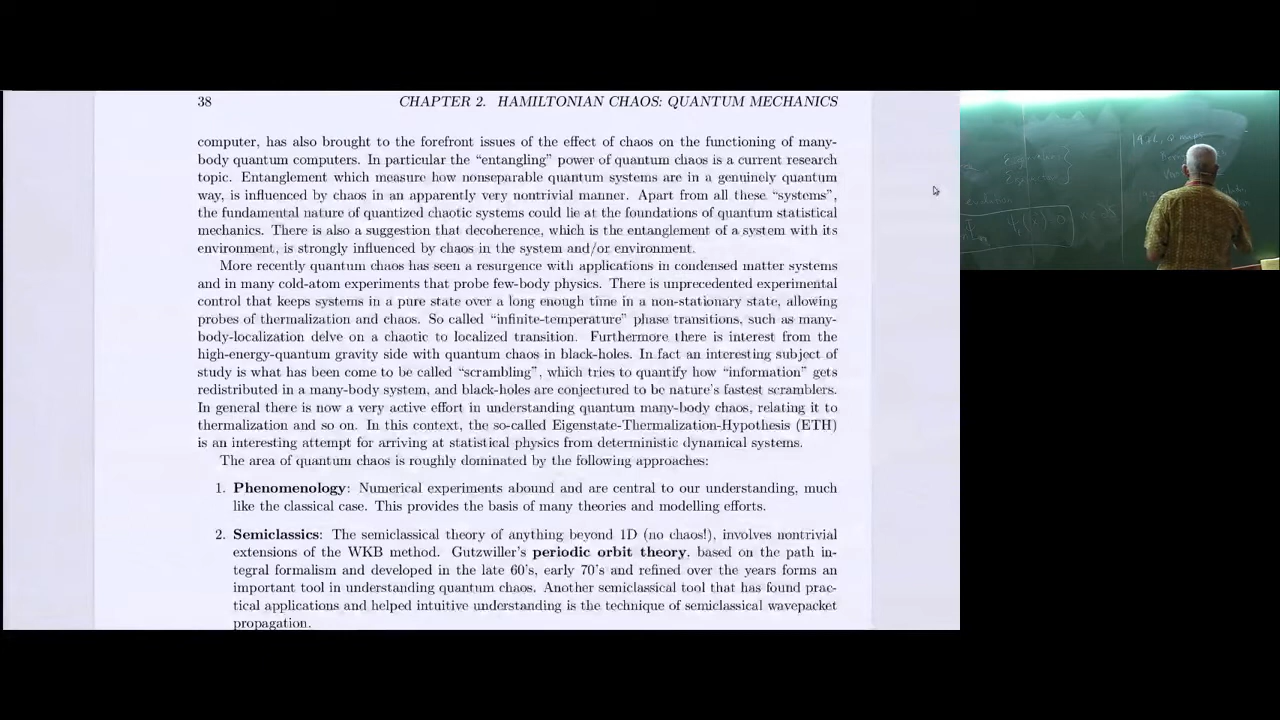 38
CHAPTER 2. HAMILTONIAN CHAOS: QUANTUM MECHANICS
computer, has also brought to the forefront issues of the effect of chaos on the functioning of many-
body quantum computers. In particular the “entangling” power of quantum chaos is a current research
topic. Entanglement which measure how nonseparable quantum systems are in a genuinely quantum
way, is influenced by chaos in an apparently very nontrivial manner. Apart from all these “systems”,
the fundamental nature of quantized chaotic systems could lie at the foundations of quantum statistical
mechanics. There is also a suggestion that decoherence, which is the entanglement of a system with its
environment, is strongly influenced by chaos in the system and/or environment.
More recently quantum chaos has seen a resurgence with applications in condensed matter systems
and in many cold-atom experiments that probe few-body physics. There is unprecedented experimental
control that keeps systems in a pure state over a long enough time in a non-stationary state, allowing
probes of thermalization and chaos. So called “infinite-temperature” phase transitions, such as many-
body-localization delve on a chaotic to localized transition. Furthermore there is interest from the
high-energy-quantum gravity side with quantum chaos in black-holes. In fact an interesting subject of
study is what has been come to be called “scrambling”, which tries to quantify how “information” gets
redistributed in a many-body system, and black-holes are conjectured to be nature's fastest scramblers.
In general there is now a very active effort in understanding quantum many-body chaos, relating it to
thermalization and so on. In this context, the so-called Eigenstate-Thermalization-Hypothesis (ETH)
is an interesting attempt for arriving at statistical physics from deterministic dynamical systems.
The area of quantum chaos is roughly dominated by the following approaches:
1. Phenomenology: Numerical experiments abound and are central to our understanding, much
like the classical case. This provides the basis of many theories and modelling efforts.
2. Semiclassics: The semiclassical theory of anything beyond 1D (no chaos!), involves nontrivial
extensions of the WKB method. Gutzwiller's periodic orbit theory, based on the path in-
tegral formalism and developed in the late 60's, early 70's and refined over the years forms an
important tool in understanding quantum chaos. Another semiclassical tool that has found prac-
tical applications and helped intuitive understanding is the technique of semiclassical wavepacket
propagation.